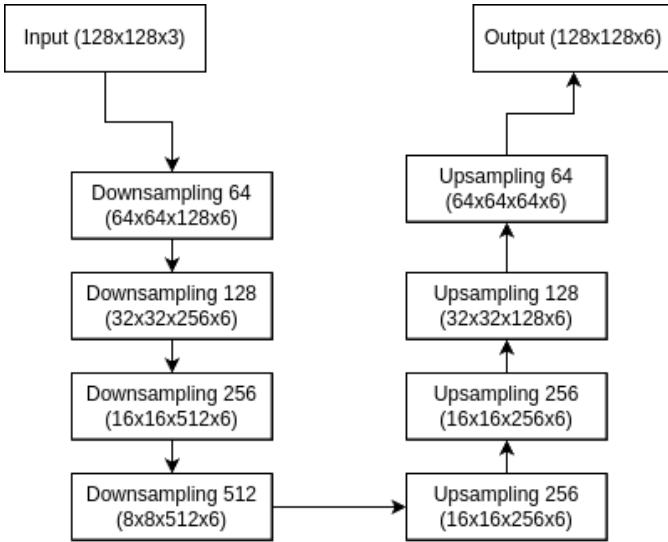 Input (128x128x3)
Downsampling 64
(64x64x128x6)
Downsampling 128
(32x32x256x6)
Downsampling 256
(16x16x512x6)
Downsampling 512
(8x8x512x6)
Upsampling 256
(16x16x256x6)
Upsampling 256
(16x16x256x6)
Upsampling 128
(32x32x128x6)
Upsampling 64
(64x64x64x6)
Output (128x128x6)